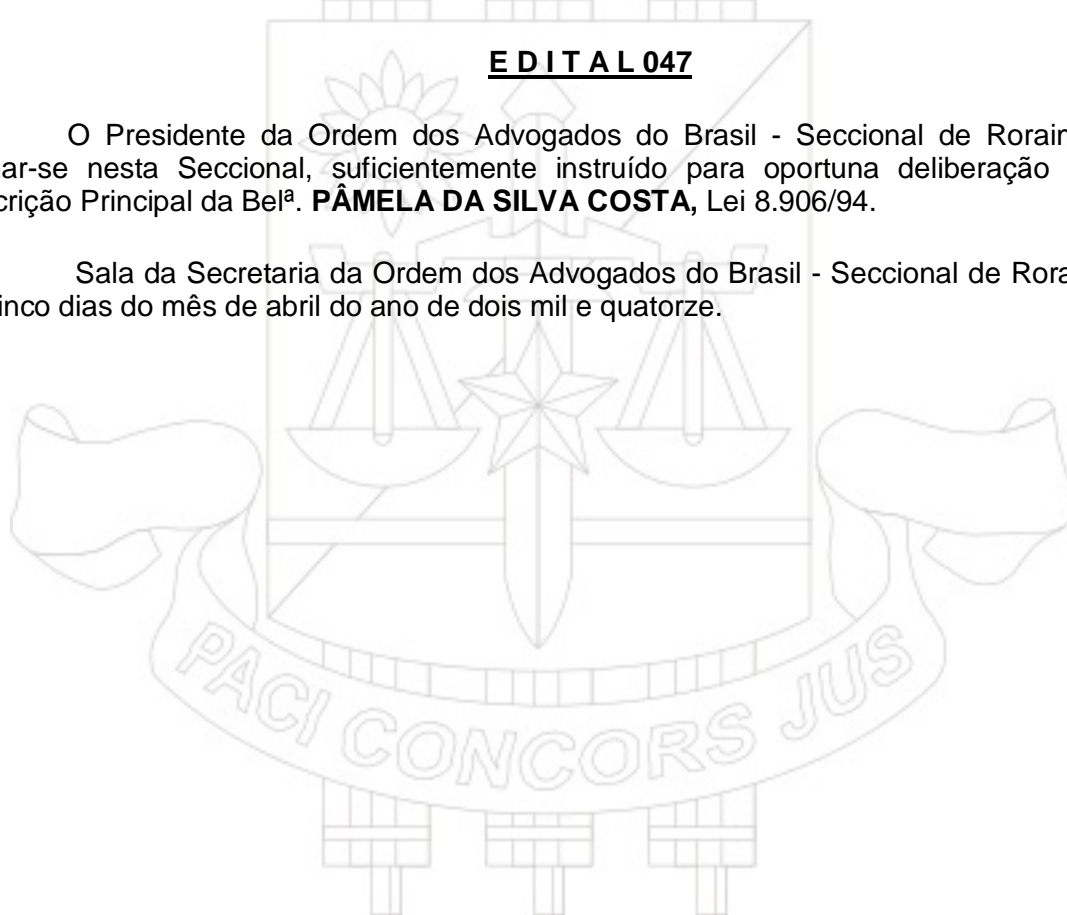 E D I T A L 047
O Presidente da Ordem dos Advogados do Brasil - Seccional de Rorair
ar-se nesta Seccional, suficientemente instruído para oportuna deliberação
crição Principal da Belª. PÂMELA DA SILVA COSTA, Lei 8.906/94.
Sala da Secretaria da Ordem dos Advogados do Brasil - Seccional de Rora
inco dias do mês de abril do ano de dois mil e quatorze.
PACI CONCORS JUS